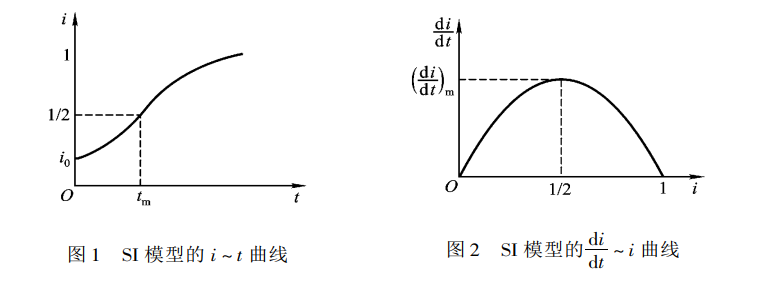 i
1
1/2
i₀
O
tₘ
t
图 1 SI 模型的 i ~ t 曲线
di/dt
(di/dt)ₘ
O
1/2
1
i
图 2 SI 模型的 di/dt ~ i 曲线